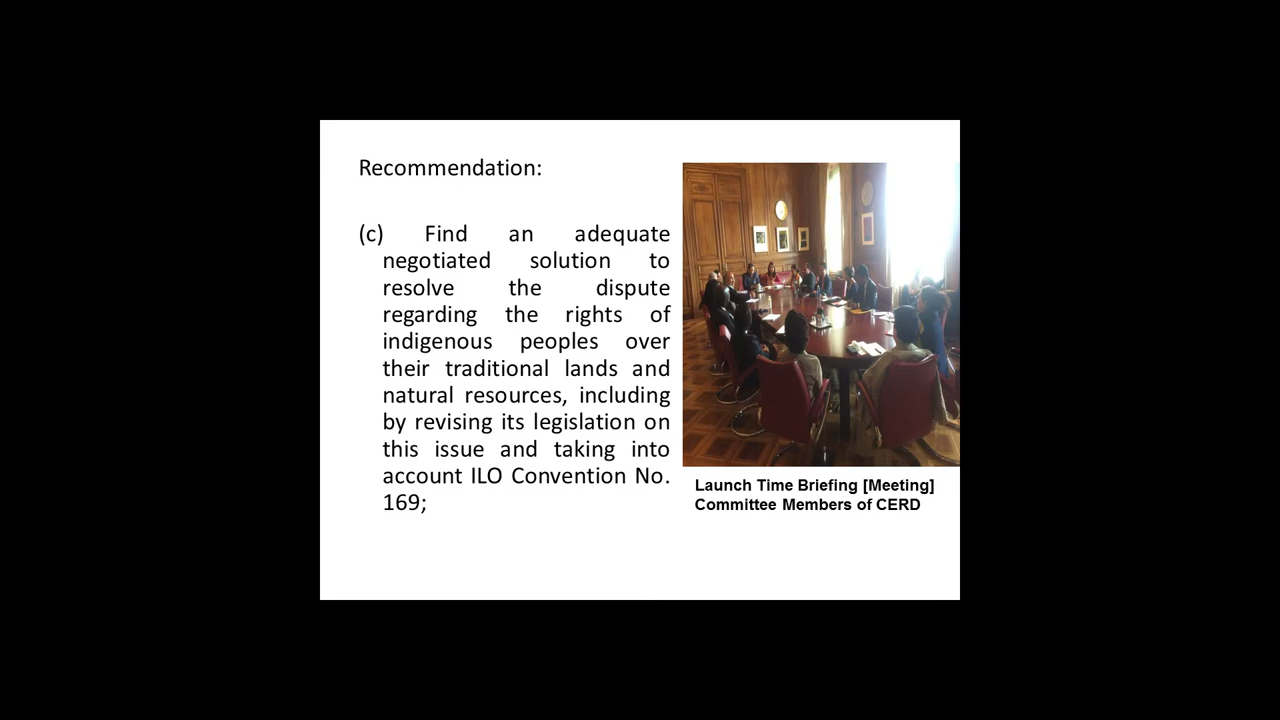 Recommendation:
(c) Find an adequate
negotiated solution to
resolve the dispute
regarding the rights of
indigenous peoples over
their traditional lands and
natural resources, including
by revising its legislation on
this issue and taking into
account ILO Convention No.
169;
Launch Time Briefing [Meeting]
Committee Members of CERD